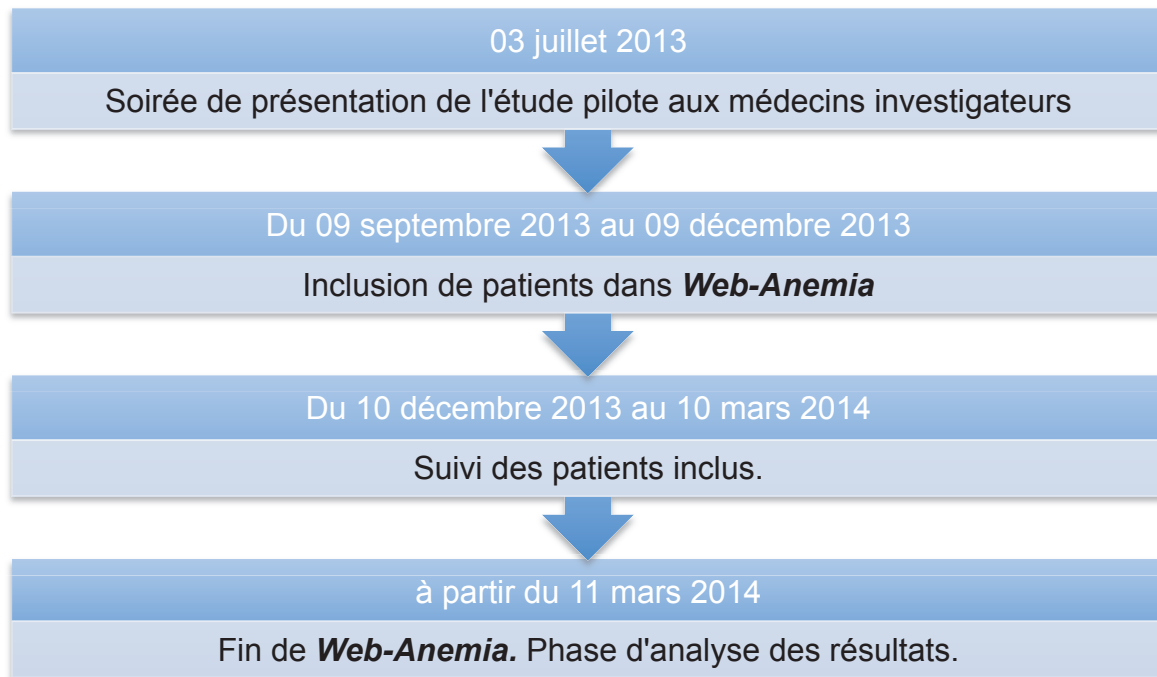 03 juillet 2013
Soirée de présentation de l'étude pilote aux médecins investigateurs
Du 09 septembre 2013 au 09 décembre 2013
Inclusion de patients dans Web-Anemia
Du 10 décembre 2013 au 10 mars 2014
Suivi des patients inclus.
à partir du 11 mars 2014
Fin de Web-Anemia. Phase d'analyse des résultats.